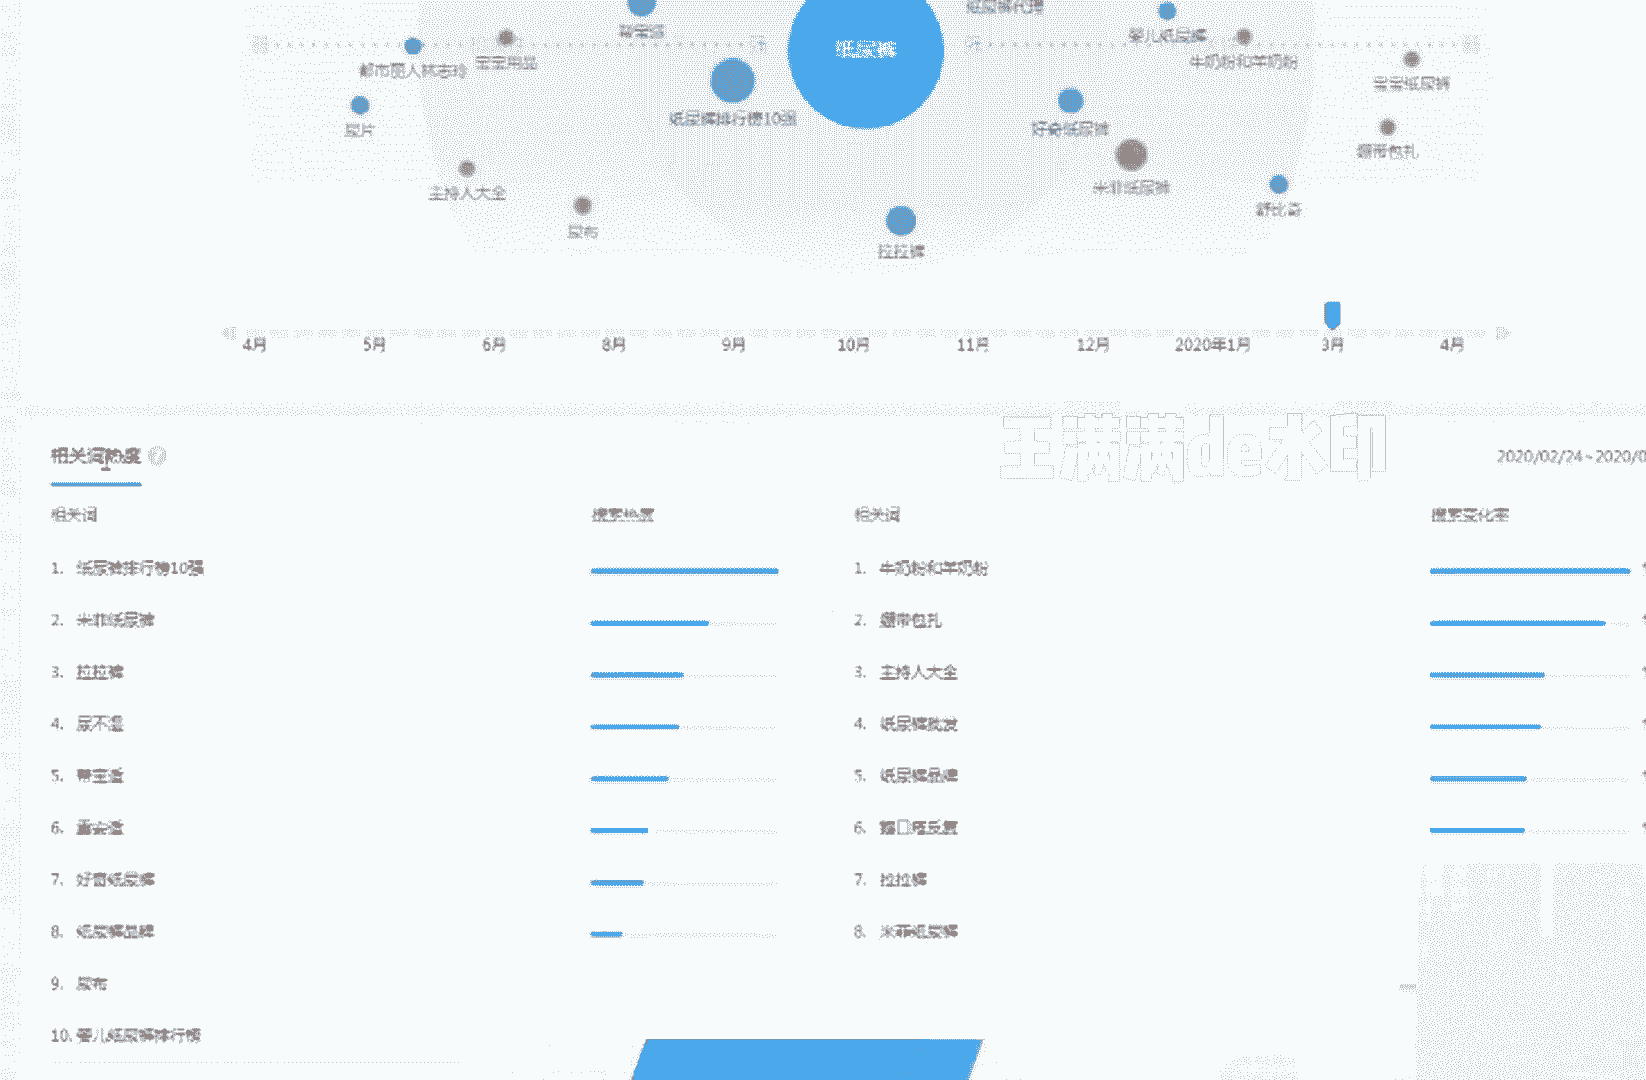 纸尿裤
纸尿裤代理
帮宝适
婴儿纸尿裤
牛奶粉和羊奶粉
宝宝用品
都市丽人林志玲
宝宝纸尿裤
纸尿裤排行榜10强
好奇纸尿裤
尿片
绷带包扎
米菲纸尿裤
主持人大全
舒比奇
尿布
拉拉裤
4月 5月 6月 8月 9月 10月 11月 12月 2020年1月 3月 4月
王满满de水印
相关词热度 2020/02/24~2020/0
相关词 搜索热度 相关词 搜索变化率
1. 纸尿裤排行榜10强 1. 牛奶粉和羊奶粉
2. 米菲纸尿裤 2. 绷带包扎
3. 拉拉裤 3. 主持人大全
4. 尿不湿 4. 纸尿裤批发
5. 帮宝适 5. 纸尿裤品牌
6. 6.
7. 好奇纸尿裤 7. 拉拉裤
8. 纸尿裤品牌 8. 米菲纸尿裤
9. 尿布
10. 婴儿纸尿裤排行榜